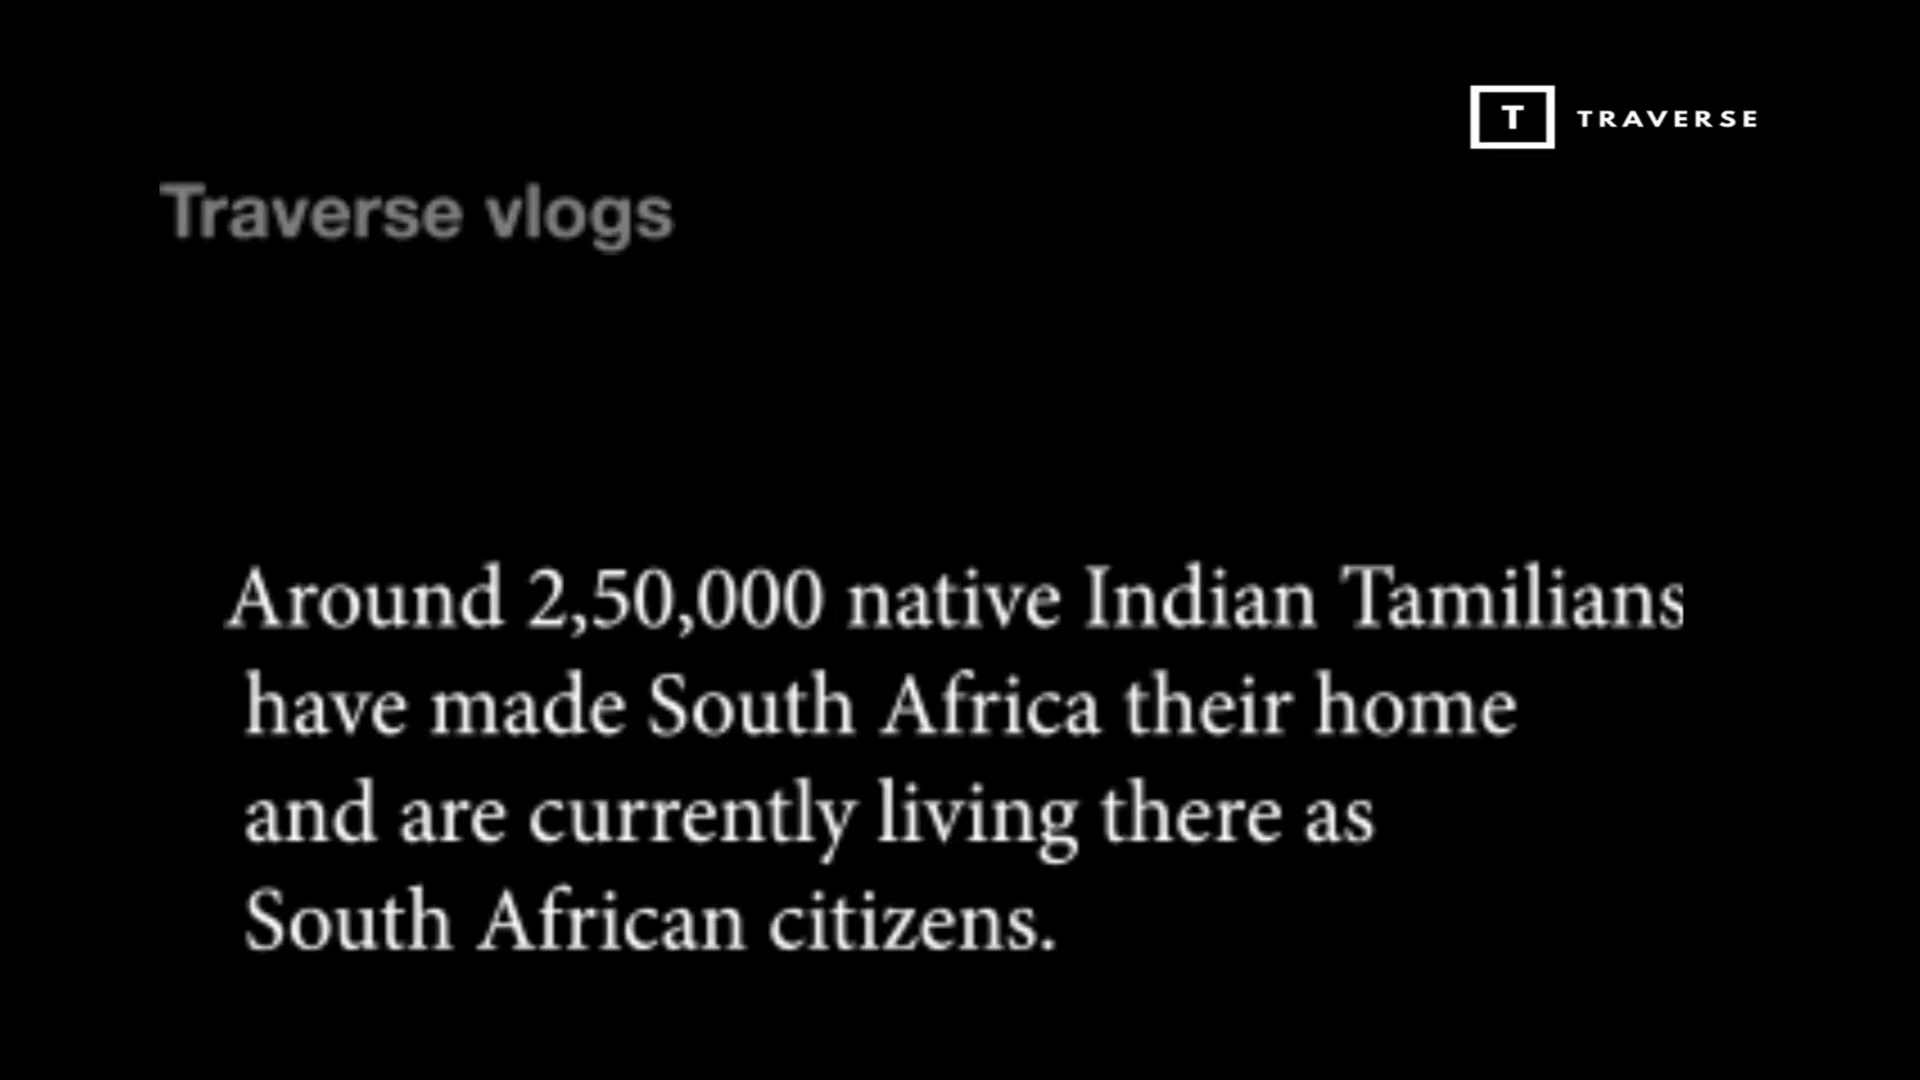 T TRAVERSE
Traverse vlogs
Around 2,50,000 native Indian Tamilians
have made South Africa their home
and are currently living there as
South African citizens.